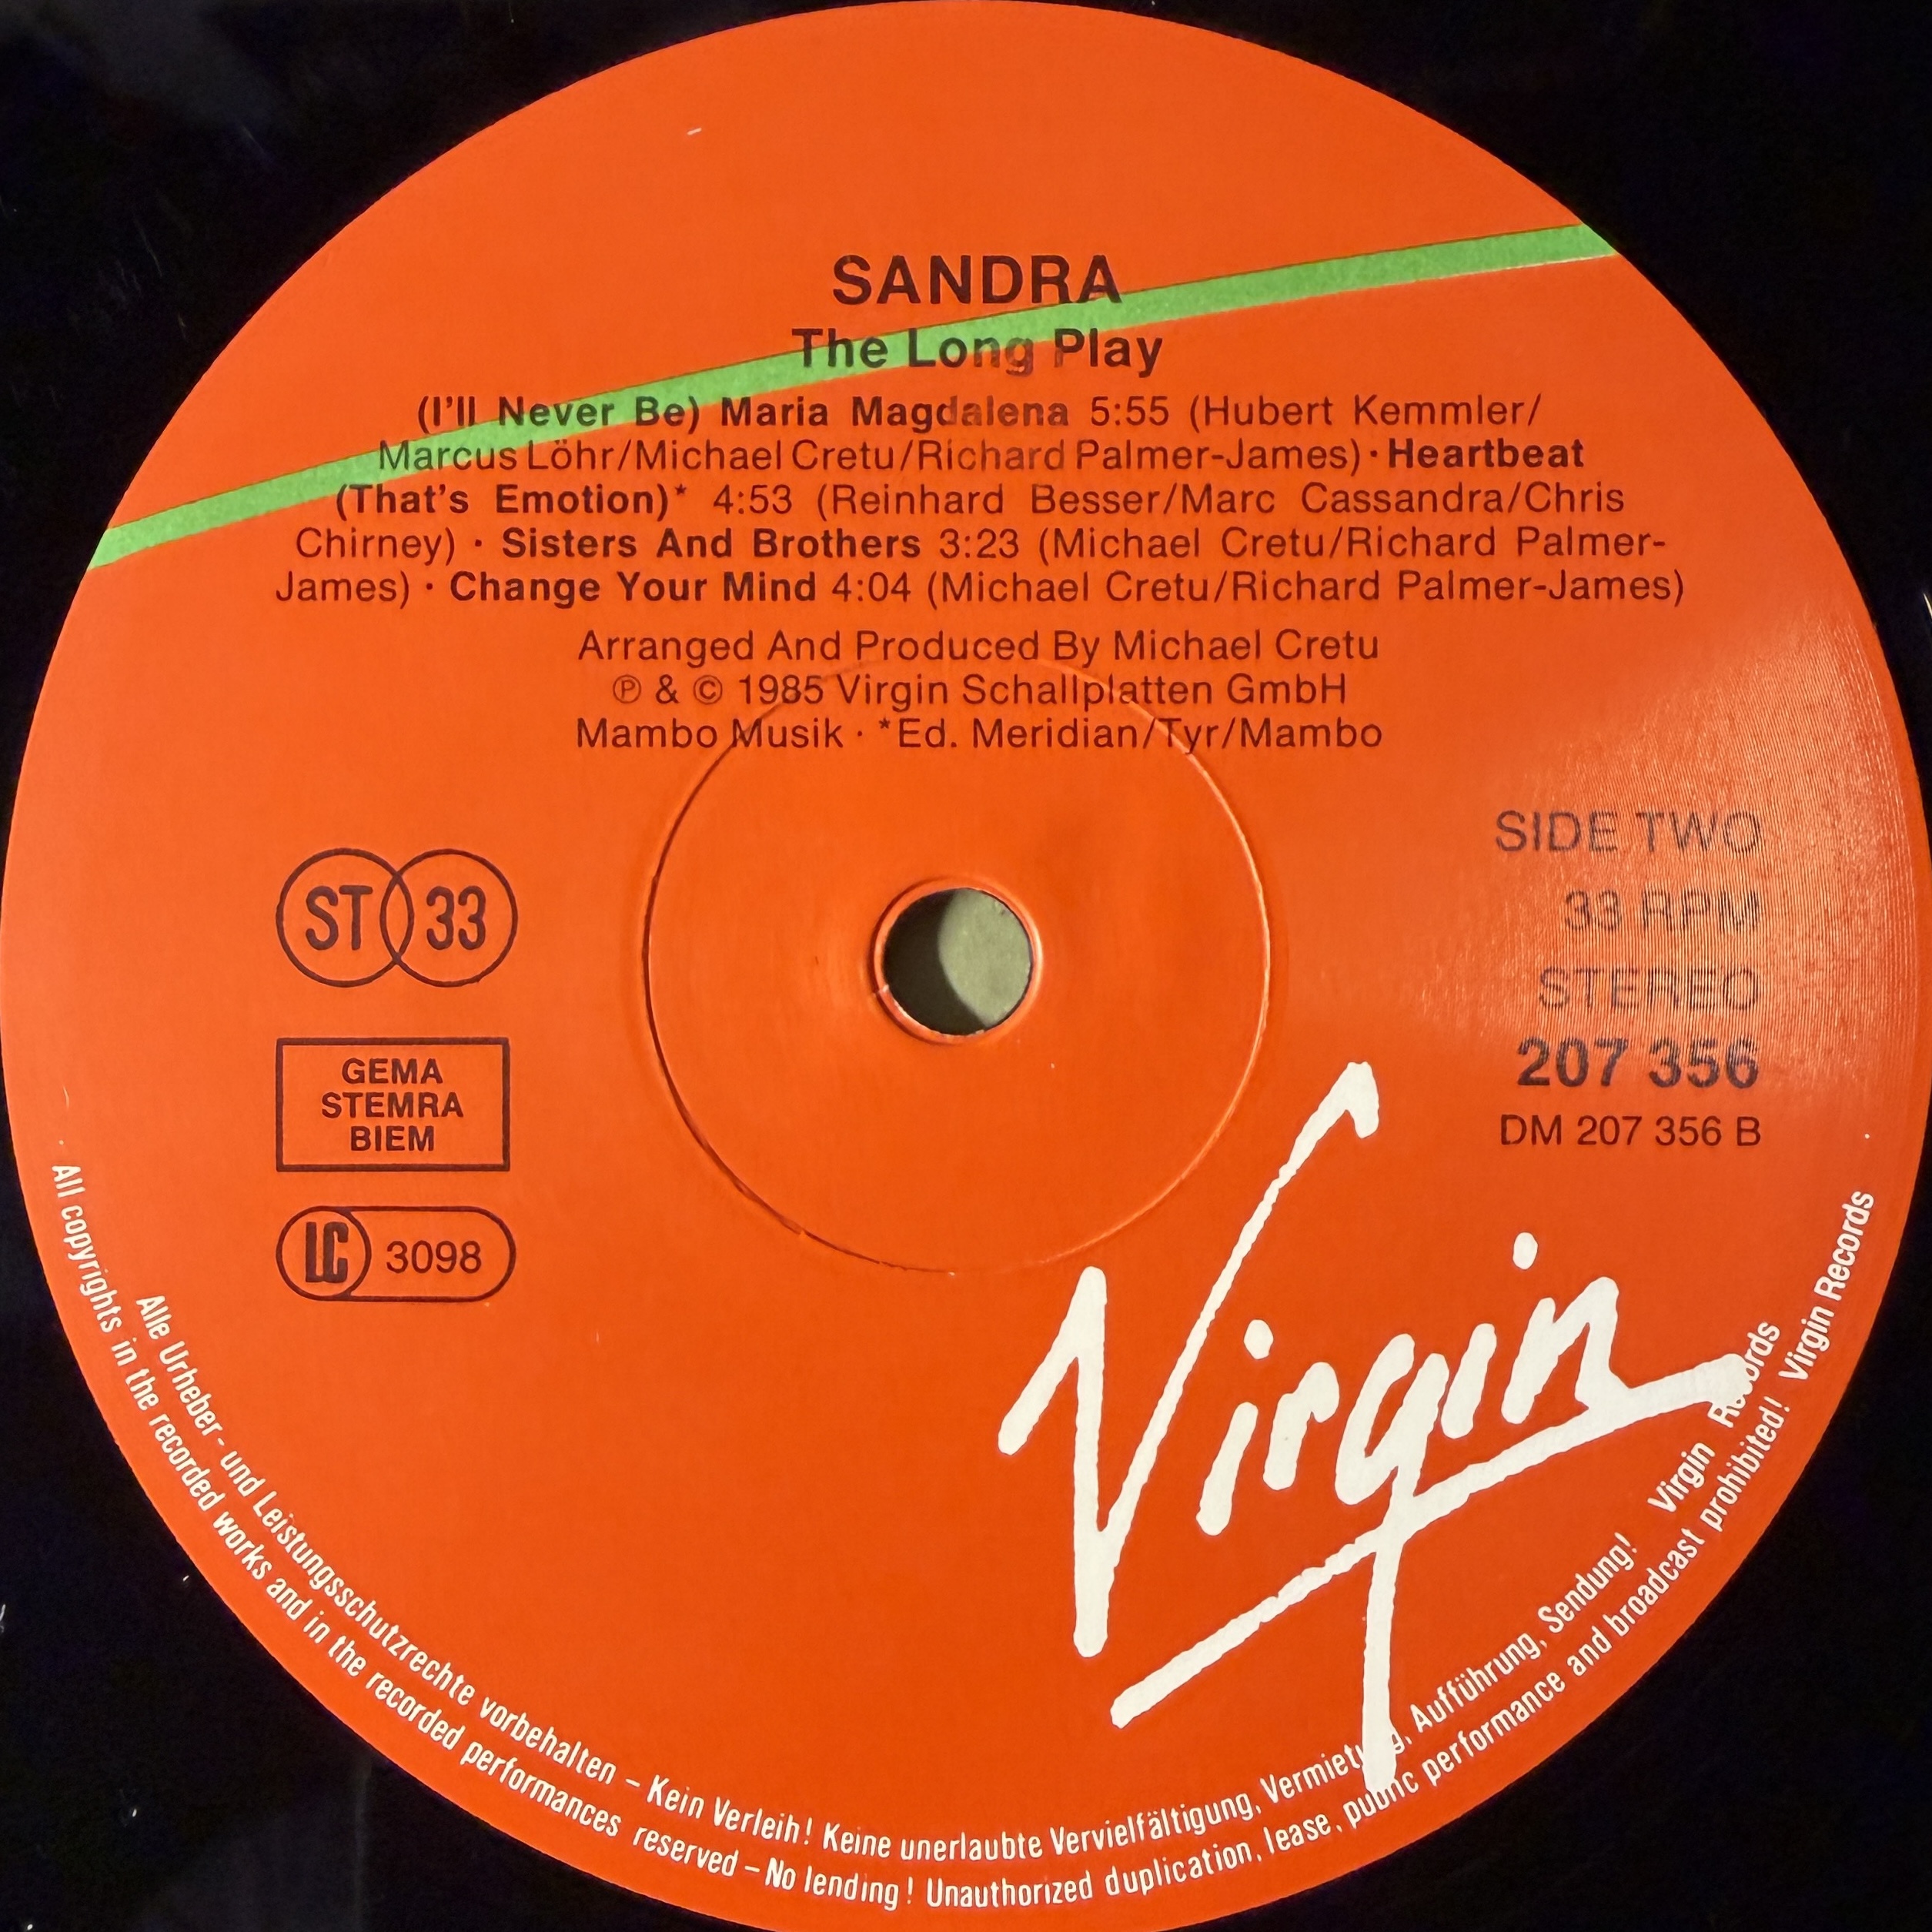 SANDRA
The Long Play
(I'll Never Be) Maria Magdalena 5:55 (Hubert Kemmler/
Marcus Löhr/Michael Cretu/Richard Palmer-James) · Heartbeat
(That's Emotion)* 4:53 (Reinhard Besser/Marc Cassandra/Chris
Chirney) · Sisters And Brothers 3:23 (Michael Cretu/Richard Palmer-
James) · Change Your Mind 4:04 (Michael Cretu/Richard Palmer-James)
Arranged And Produced By Michael Cretu
℗ & © 1985 Virgin Schallplatten GmbH
Mambo Musik · *Ed. Meridian/Tyr/Mambo
ST 33
GEMA
STEMRA
BIEM
LC 3098
SIDE TWO
33 RPM
STEREO
207 356
DM 207 356 B
Virgin
Alle Urheber- und Leistungsschutzrechte vorbehalten – Kein Verleih! Keine unerlaubte Vervielfältigung, Vermietung, Aufführung, Sendung! Virgin Records
All copyrights in the recorded works and in the recorded performances reserved – No lending! Unauthorized duplication, lease, public performance and broadcast prohibited! Virgin Records